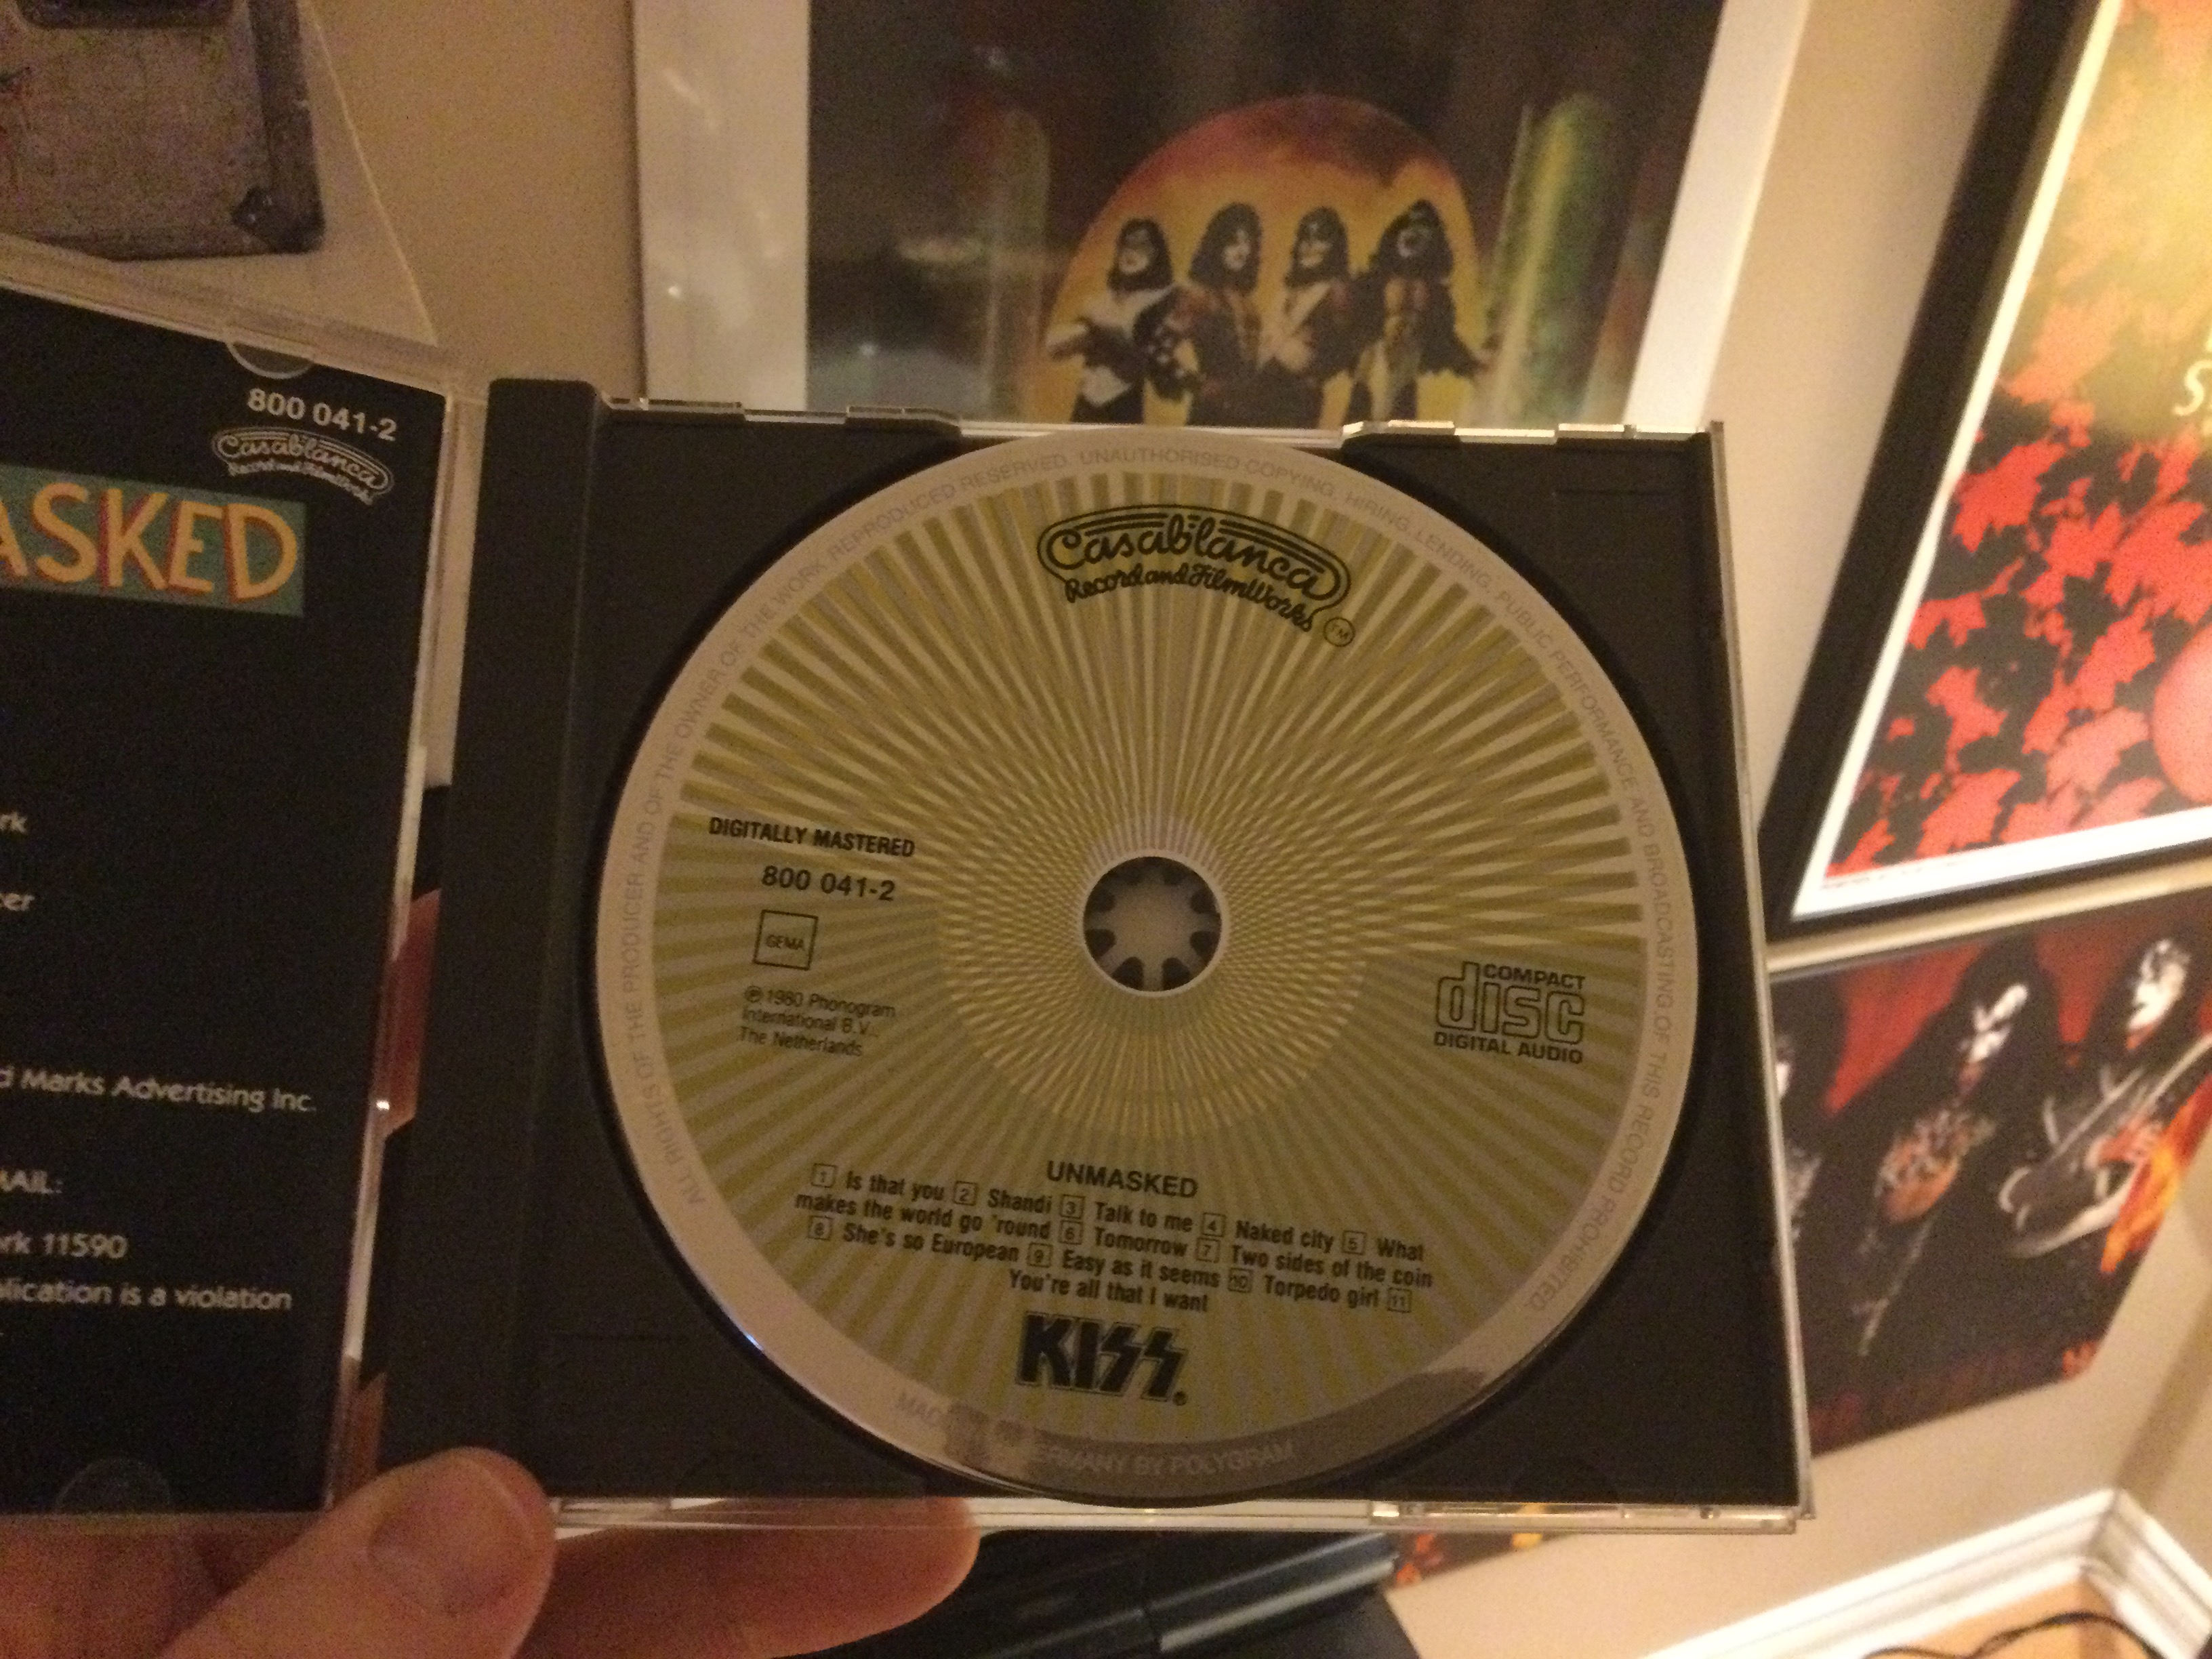 800 041-2
Casablanca
Record and FilmWorks
ASKED
rk
cer
d Marks Advertising Inc.
MAIL:
rk 11590
plication is a violation
ALL RIGHTS OF THE PRODUCER AND OF THE OWNER OF THE WORK REPRODUCED RESERVED. UNAUTHORISED COPYING, HIRING, LENDING, PUBLIC PERFORMANCE AND BROADCASTING OF THIS RECORD PROHIBITED.
Casablanca
Record and FilmWorks
TM
DIGITALLY MASTERED
800 041-2
GEMA
℗ 1980 Phonogram
International B.V.,
The Netherlands
COMPACT
disc
DIGITAL AUDIO
UNMASKED
1 Is that you 2 Shandi 3 Talk to me 4 Naked city 5 What
makes the world go 'round 6 Tomorrow 7 Two sides of the coin
8 She's so European 9 Easy as it seems 10 Torpedo girl 11
You're all that I want
KISS®
ERMANY BY POLYGRAM